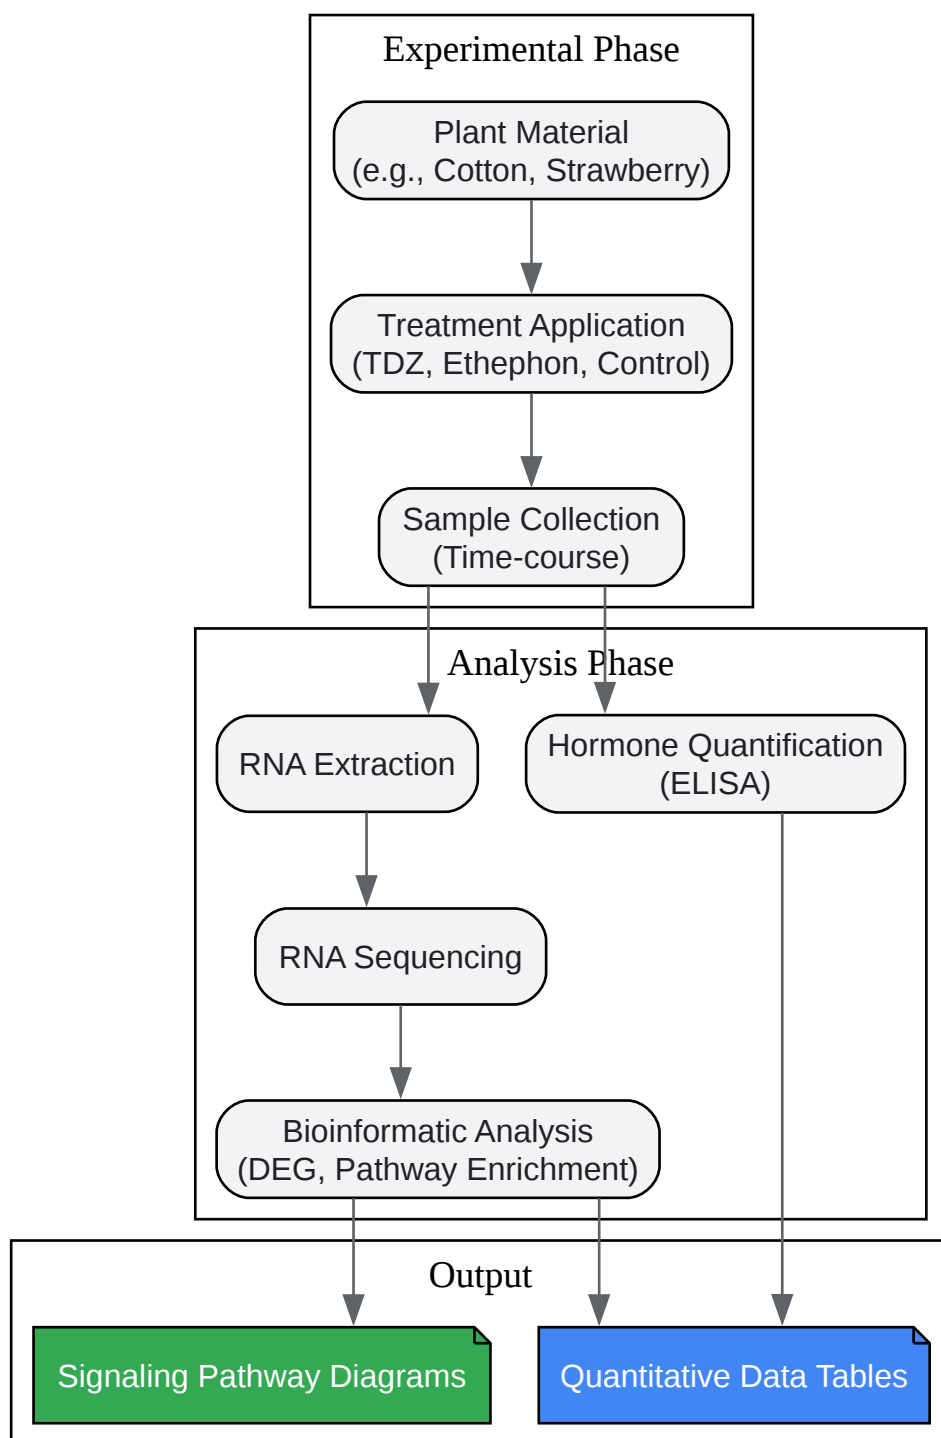 Experimental Phase
Plant Material
(e.g., Cotton, Strawberry)
Treatment Application
(TDZ, Ethephon, Control)
Sample Collection
(Time-course)
Analysis Phase
RNA Extraction
Hormone Quantification
(ELISA)
RNA Sequencing
Bioinformatic Analysis
(DEG, Pathway Enrichment)
Output
Signaling Pathway Diagrams
Quantitative Data Tables